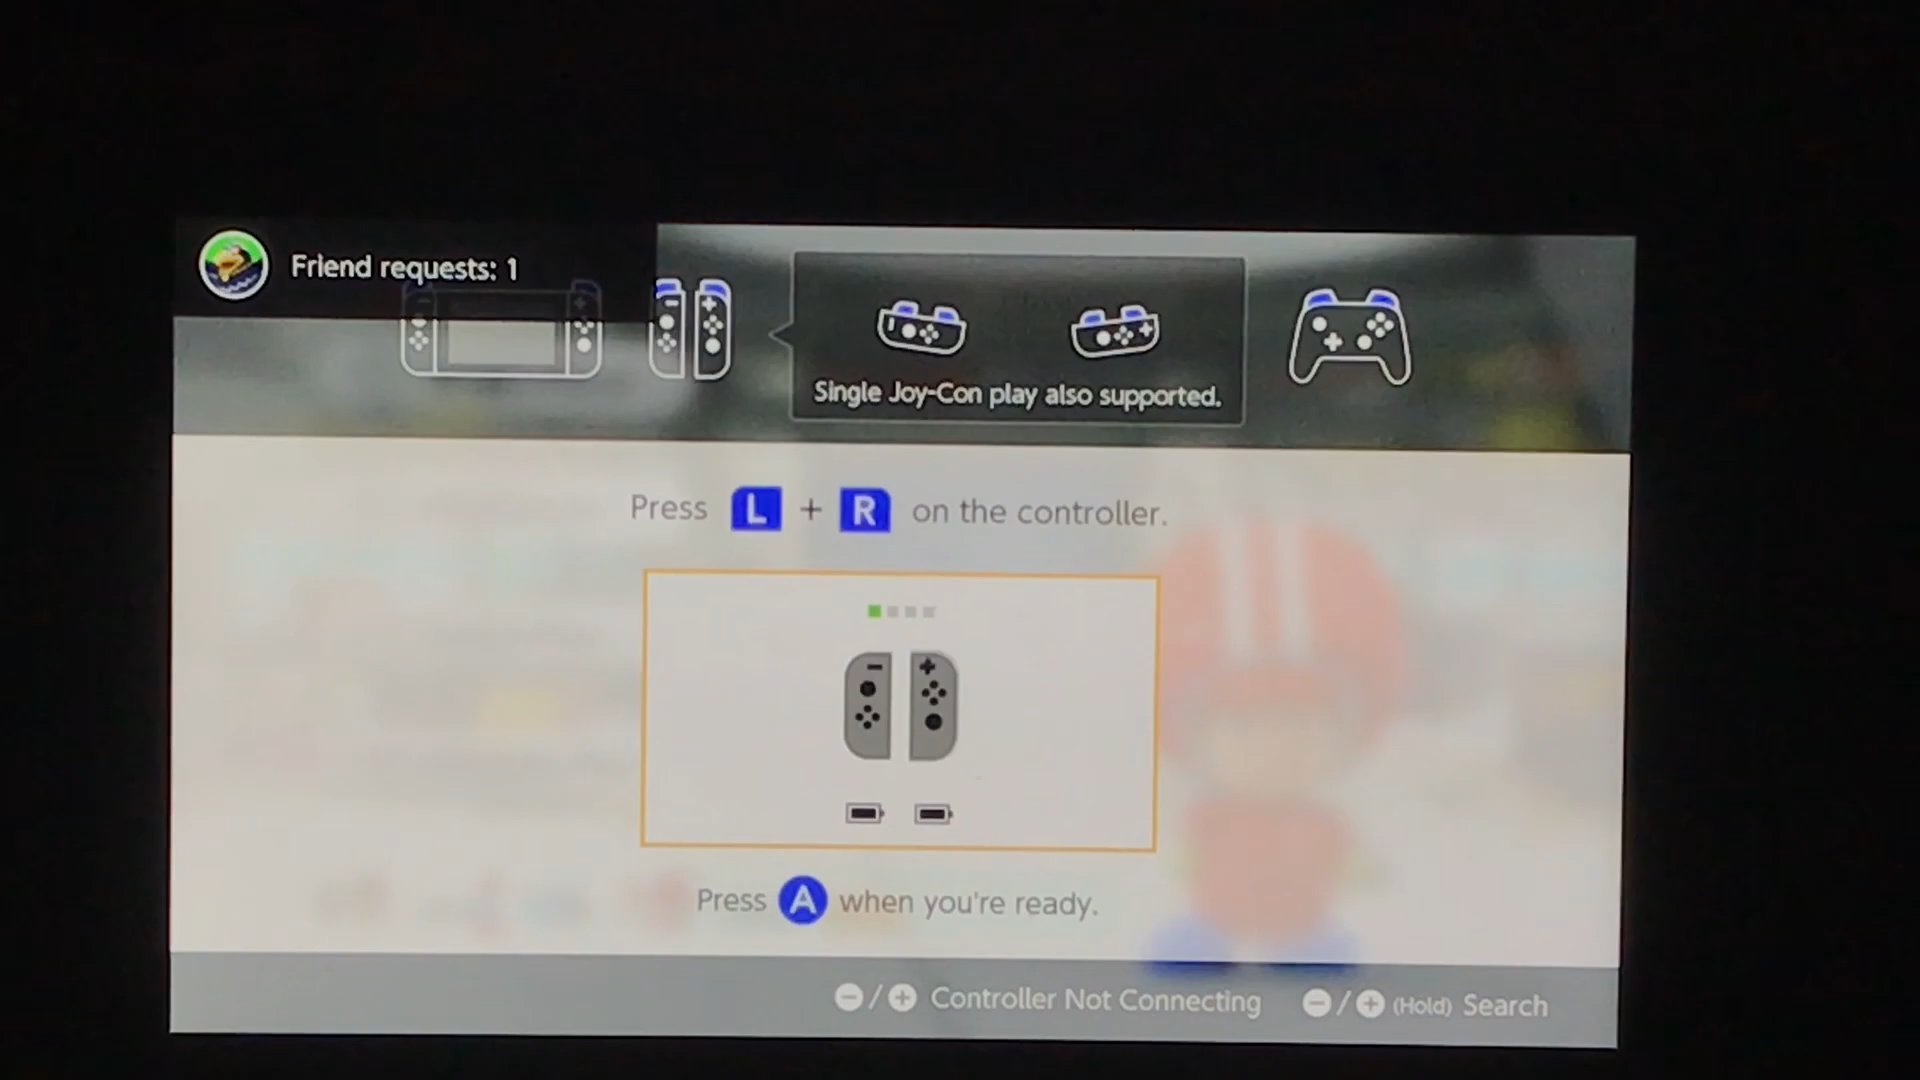 Friend requests: 1
Single Joy-Con play also supported.
Press L + R on the controller.
Press A when you're ready.
Controller Not Connecting
(Hold) Search